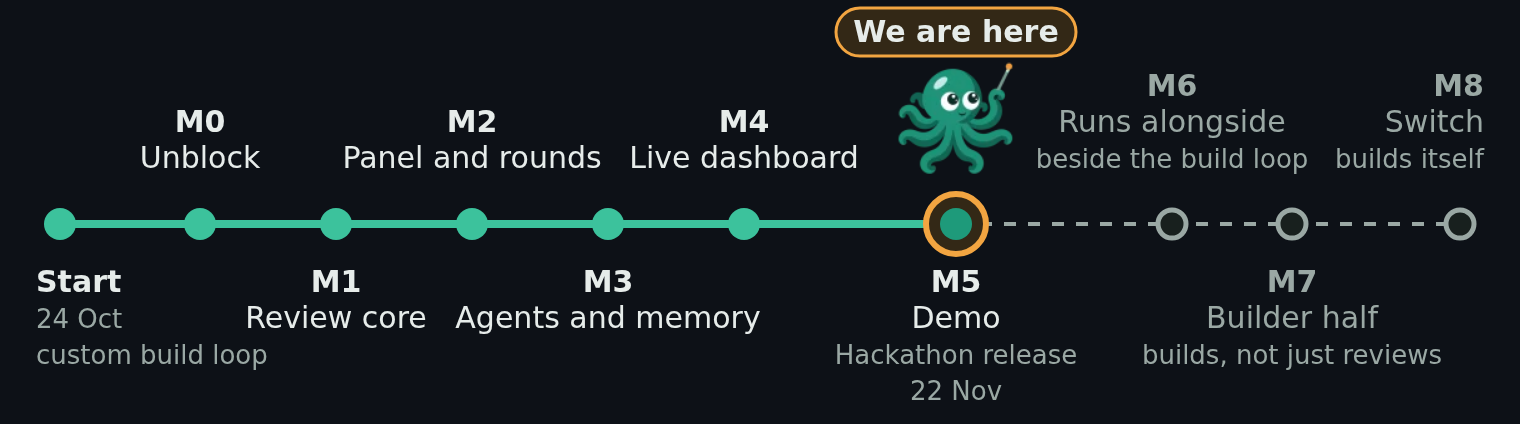 We are here
M0
Unblock
M2
Panel and rounds
M4
Live dashboard
M6
Runs alongside
beside the build loop
M8
Switch
builds itself
Start
24 Oct
custom build loop
M1
Review core
M3
Agents and memory
M5
Demo
Hackathon release
22 Nov
M7
Builder half
builds, not just reviews